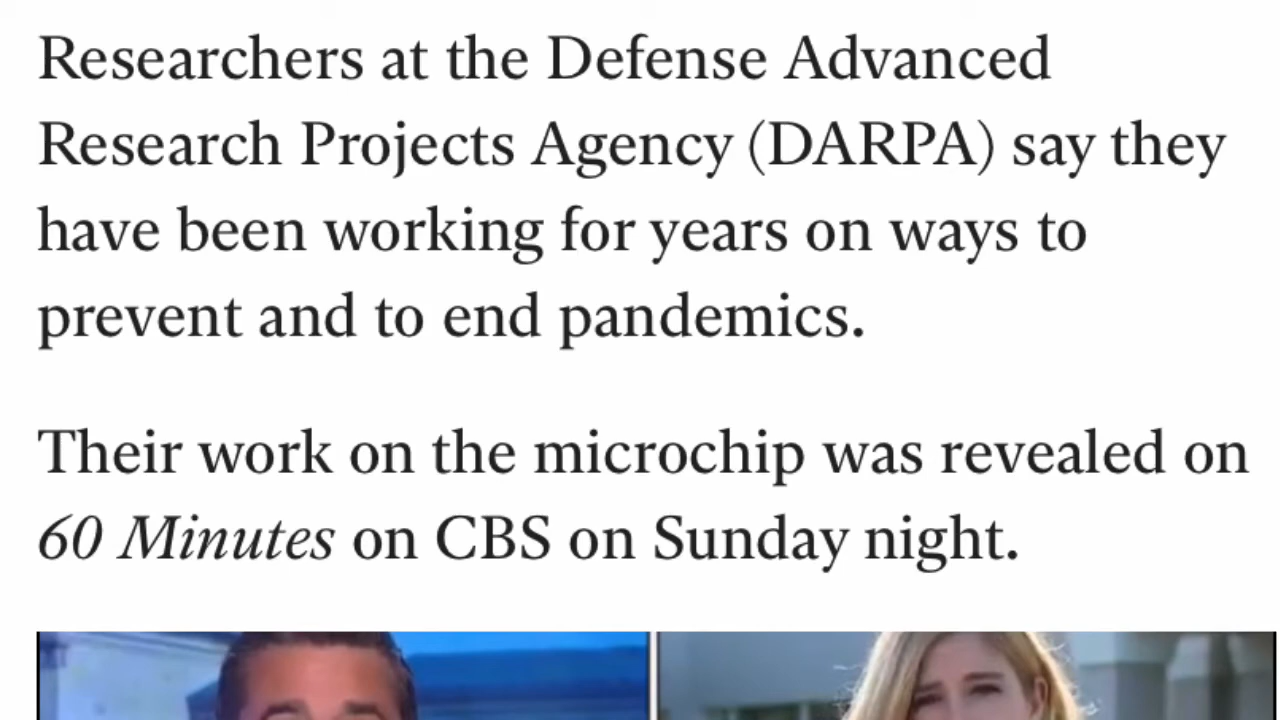 Researchers at the Defense Advanced
Research Projects Agency (DARPA) say they
have been working for years on ways to
prevent and to end pandemics.
Their work on the microchip was revealed on
60 Minutes on CBS on Sunday night.